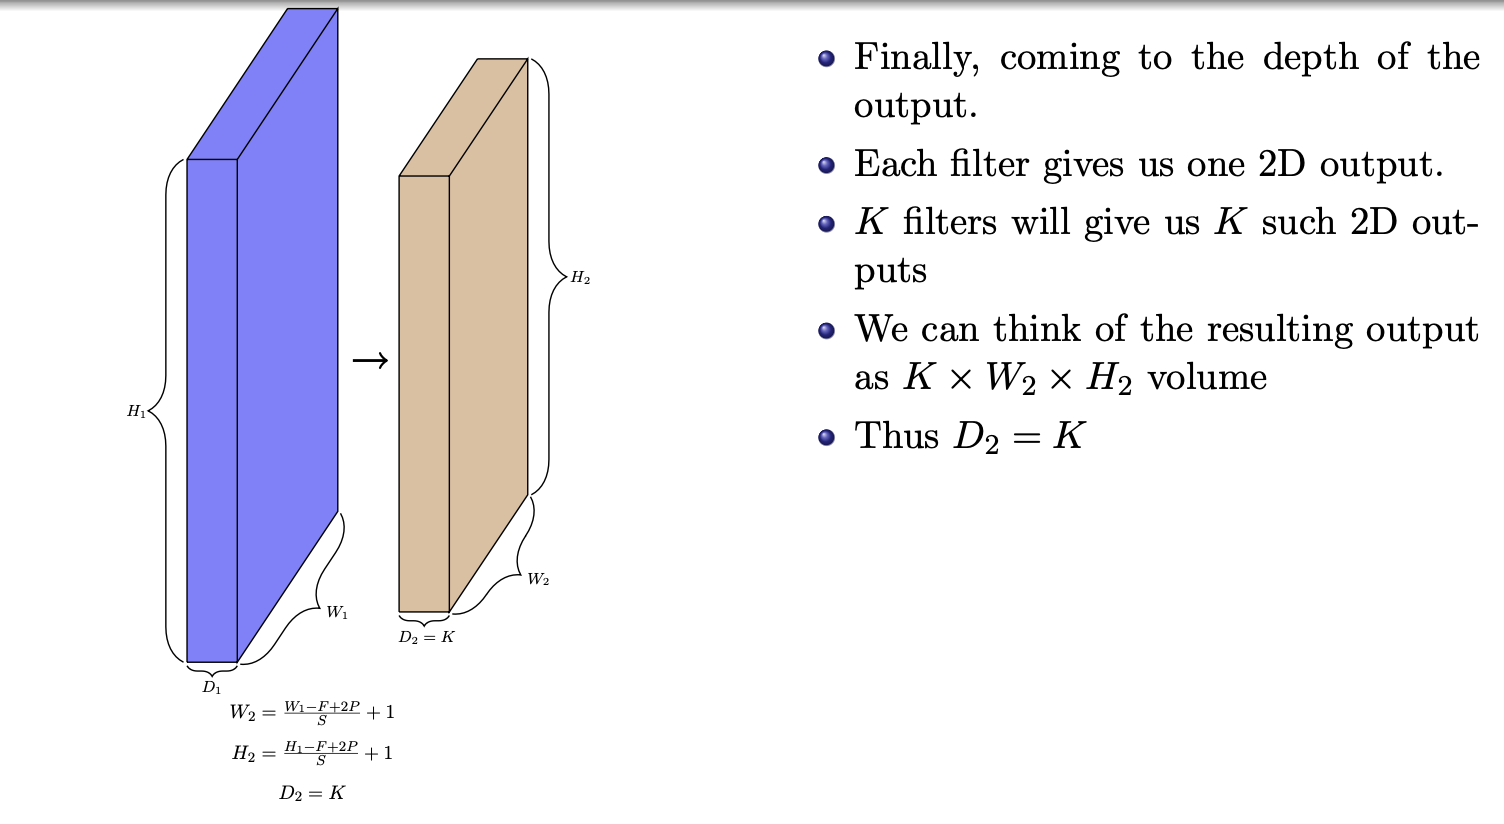 Finally, coming to the depth of the
output.
Each filter gives us one 2D output.
K filters will give us K such 2D out-
puts
We can think of the resulting output
as K × W₂ × H₂ volume
Thus D₂ = K
H₁
W₁
D₁
H₂
W₂
D₂ = K
W₂ = \frac{W₁−F+2P}{S} + 1
H₂ = \frac{H₁−F+2P}{S} + 1
D₂ = K